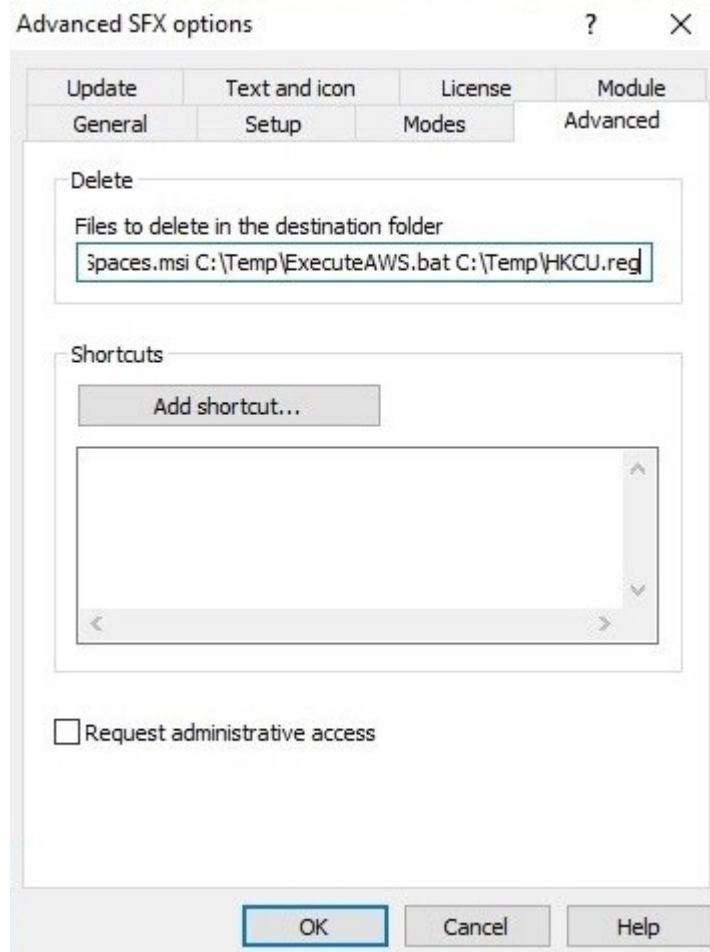 Advanced SFX options ? ×
Update Text and icon License Module
General Setup Modes Advanced
Delete
Files to delete in the destination folder
Spaces.msi C:\Temp\ExecuteAWS.bat C:\Temp\HKCU.reg
Shortcuts
Add shortcut...
Request administrative access
OK Cancel Help